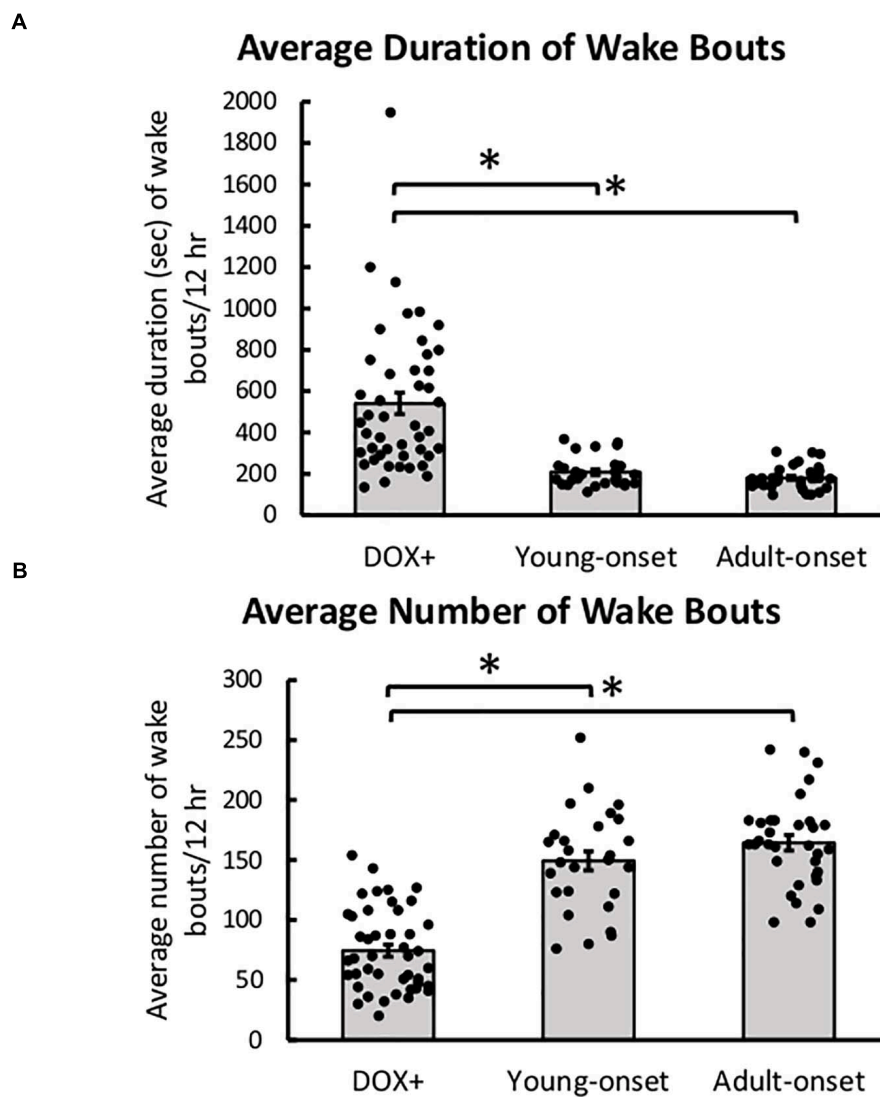 A
Average Duration of Wake Bouts
Average duration (sec) of wake
bouts/12 hr
2000
1800
1600
1400
1200
1000
800
600
400
200
0
*
*
DOX+ Young-onset Adult-onset
B
Average Number of Wake Bouts
Average number of wake
bouts/12 hr
300
250
200
150
100
50
0
*
*
DOX+ Young-onset Adult-onset